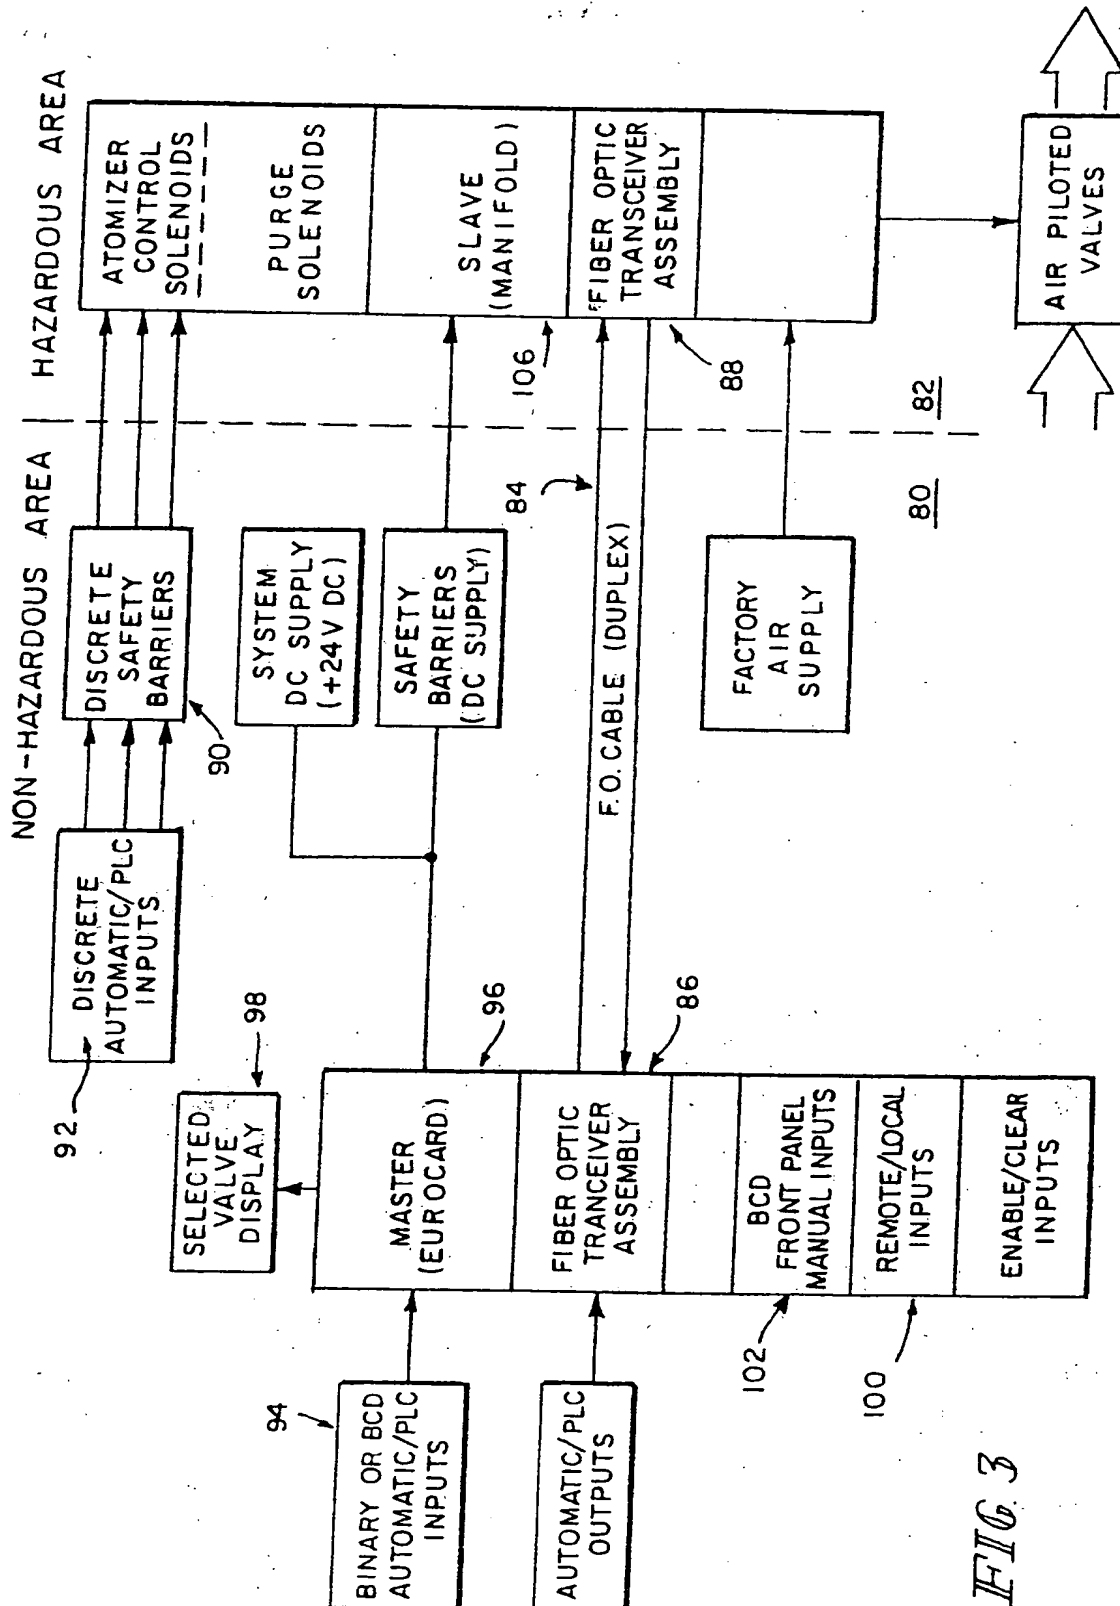 NON-HAZARDOUS AREA
HAZARDOUS AREA
92
DISCRETE
AUTOMATIC/PLC
INPUTS
DISCRETE
SAFETY
BARRIERS
90
ATOMIZER
CONTROL
SOLENOIDS
PURGE
SOLENOIDS
SLAVE
(MANIFOLD)
106
FIBER OPTIC
TRANSCEIVER
ASSEMBLY
88
SYSTEM
DC SUPPLY
(+24V DC)
SAFETY
BARRIERS
(DC SUPPLY)
84
F.O. CABLE (DUPLEX)
SELECTED
VALVE
DISPLAY
98
94
BINARY OR BCD
AUTOMATIC/PLC
INPUTS
MASTER
(EUROCARD)
96
AUTOMATIC/PLC
OUTPUTS
FIBER OPTIC
TRANCEIVER
ASSEMBLY
86
102
BCD
FRONT PANEL
MANUAL INPUTS
100
REMOTE/LOCAL
INPUTS
ENABLE/CLEAR
INPUTS
FACTORY
AIR
SUPPLY
80
82
AIR PILOTED
VALVES
FIG. 3